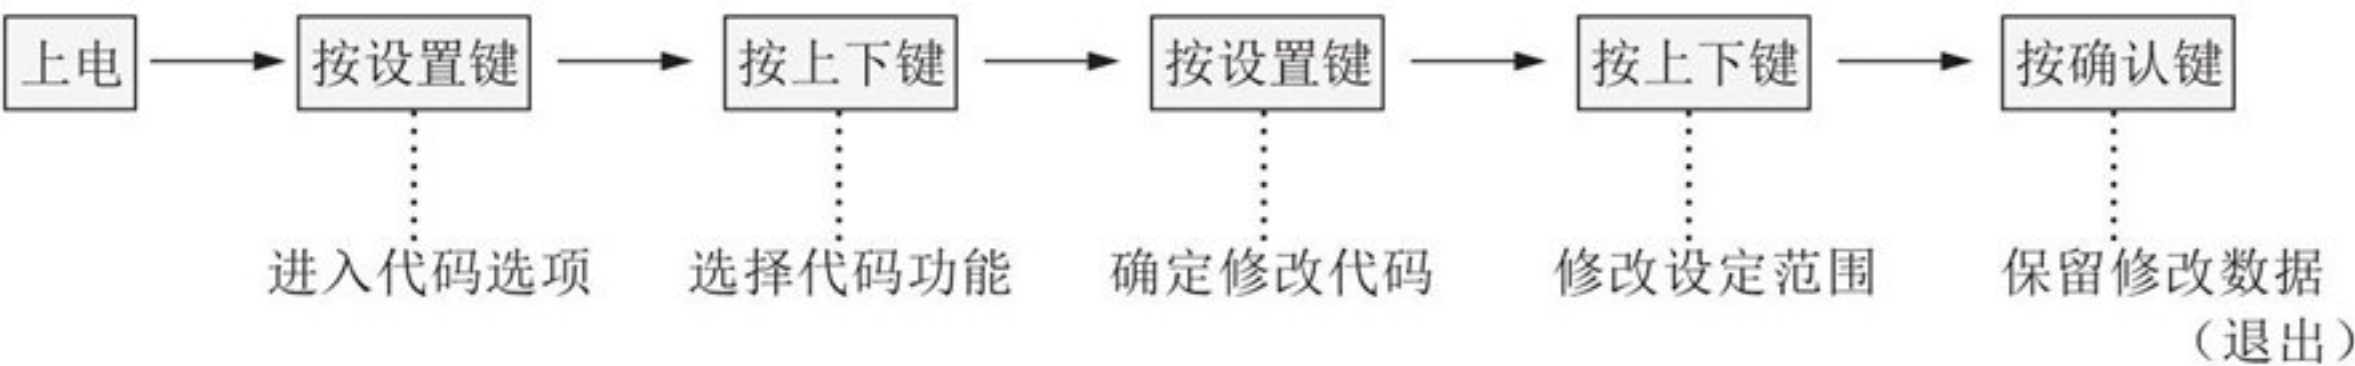 上电
按设置键
按上下键
按设置键
按上下键
按确认键
进入代码选项
选择代码功能
确定修改代码
修改设定范围
保留修改数据
（退出）